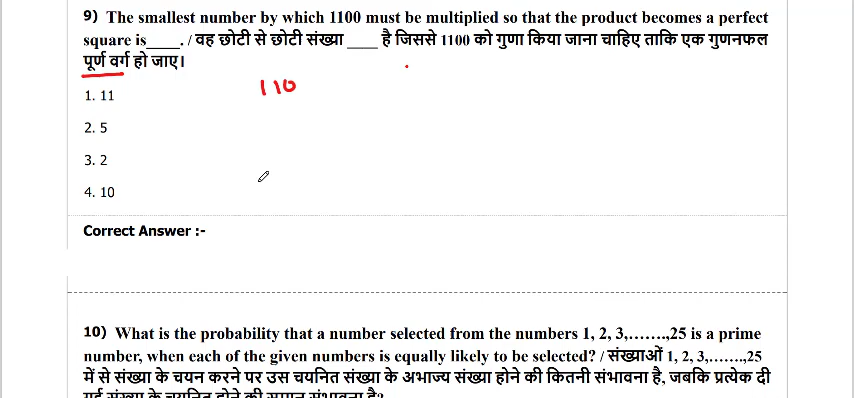 9) The smallest number by which 1100 must be multiplied so that the product becomes a perfect
square is____. / वह छोटी से छोटी संख्या ____ है जिससे 1100 को गुणा किया जाना चाहिए ताकि एक गुणनफल
पूर्ण वर्ग हो जाए।
110
1. 11
2. 5
3. 2
4. 10
Correct Answer :-
10) What is the probability that a number selected from the numbers 1, 2, 3,.......,25 is a prime
number, when each of the given numbers is equally likely to be selected? / संख्याओं 1, 2, 3,.......,25
में से संख्या के चयन करने पर उस चयनित संख्या के अभाज्य संख्या होने की कितनी संभावना है, जबकि प्रत्येक दी
गई संख्या के चयनित होने की समान संभावना है?